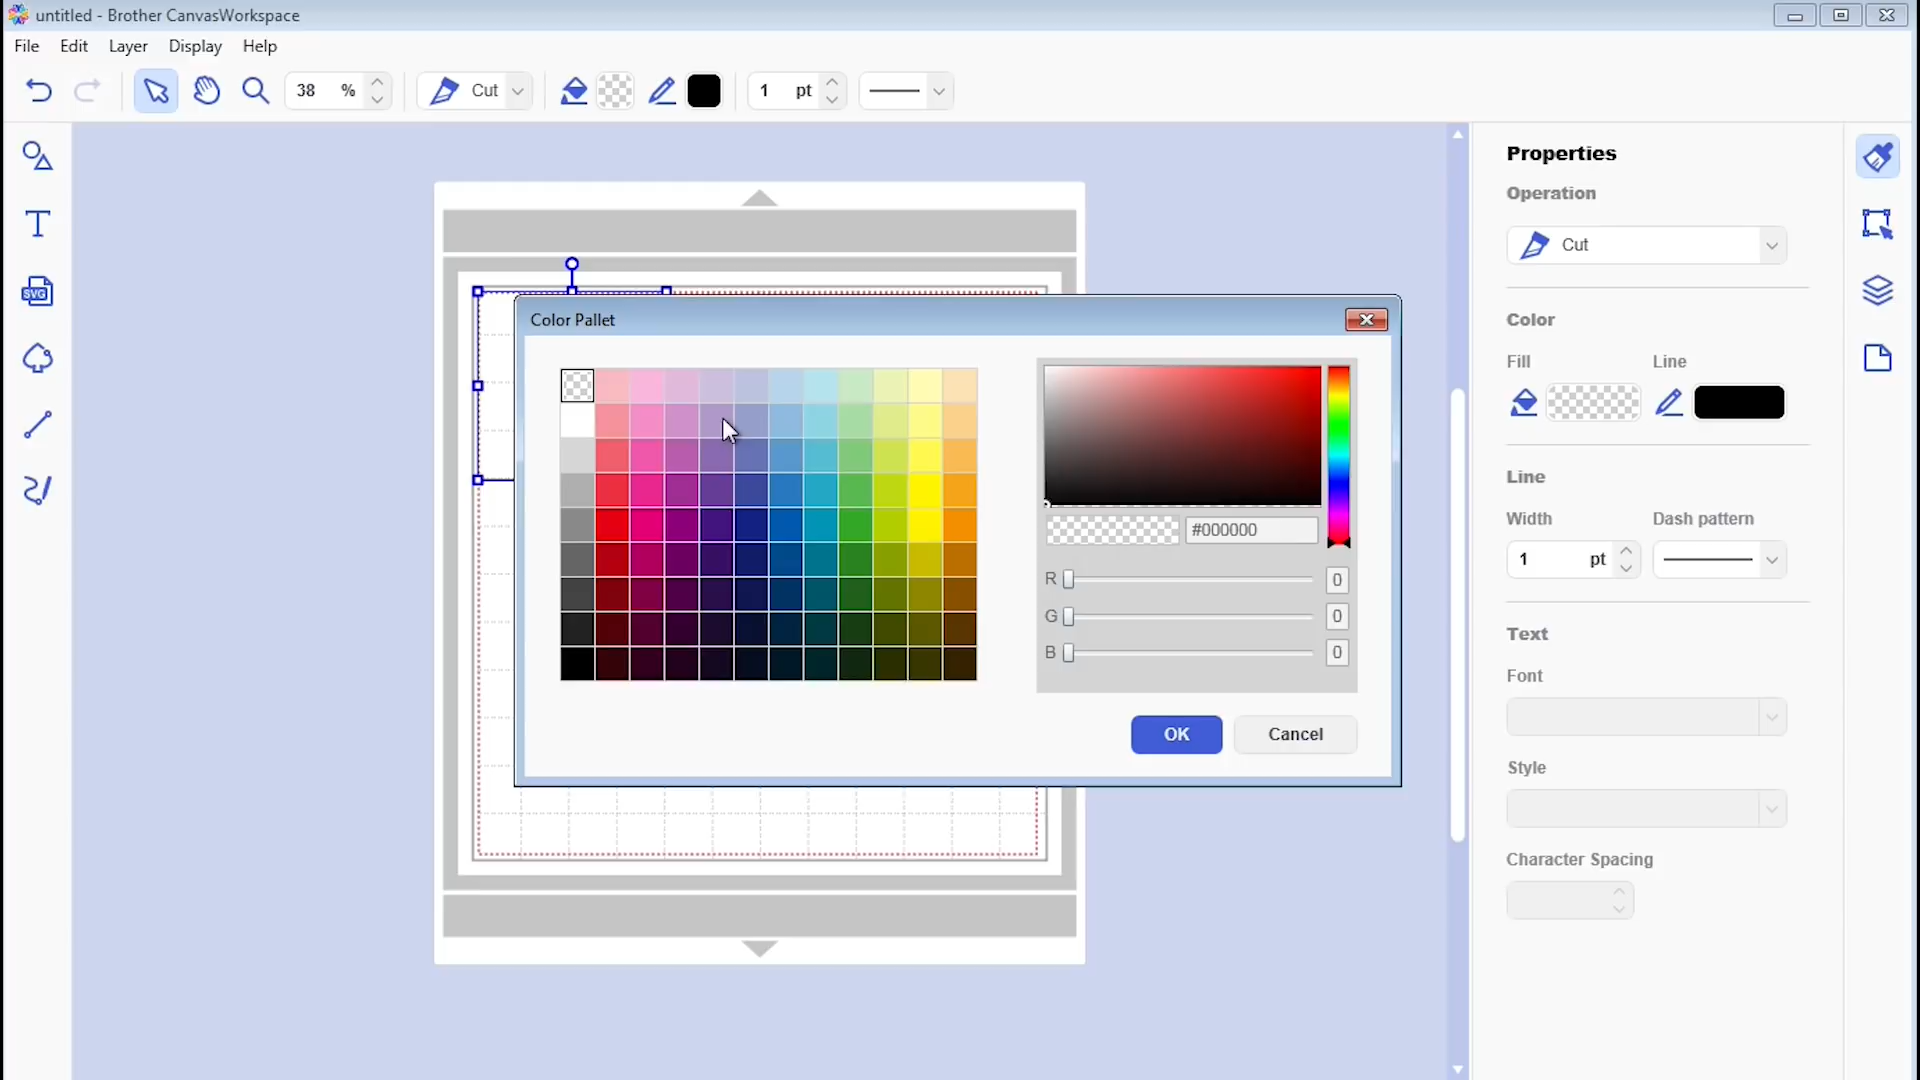 untitled - Brother CanvasWorkspace
File Edit Layer Display Help
38 % Cut 1 pt
SVG
Color Pallet
#000000
R 0
G 0
B 0
OK Cancel
Properties
Operation
Cut
Color
Fill Line
Line
Width Dash pattern
1 pt
Text
Font
Style
Character Spacing